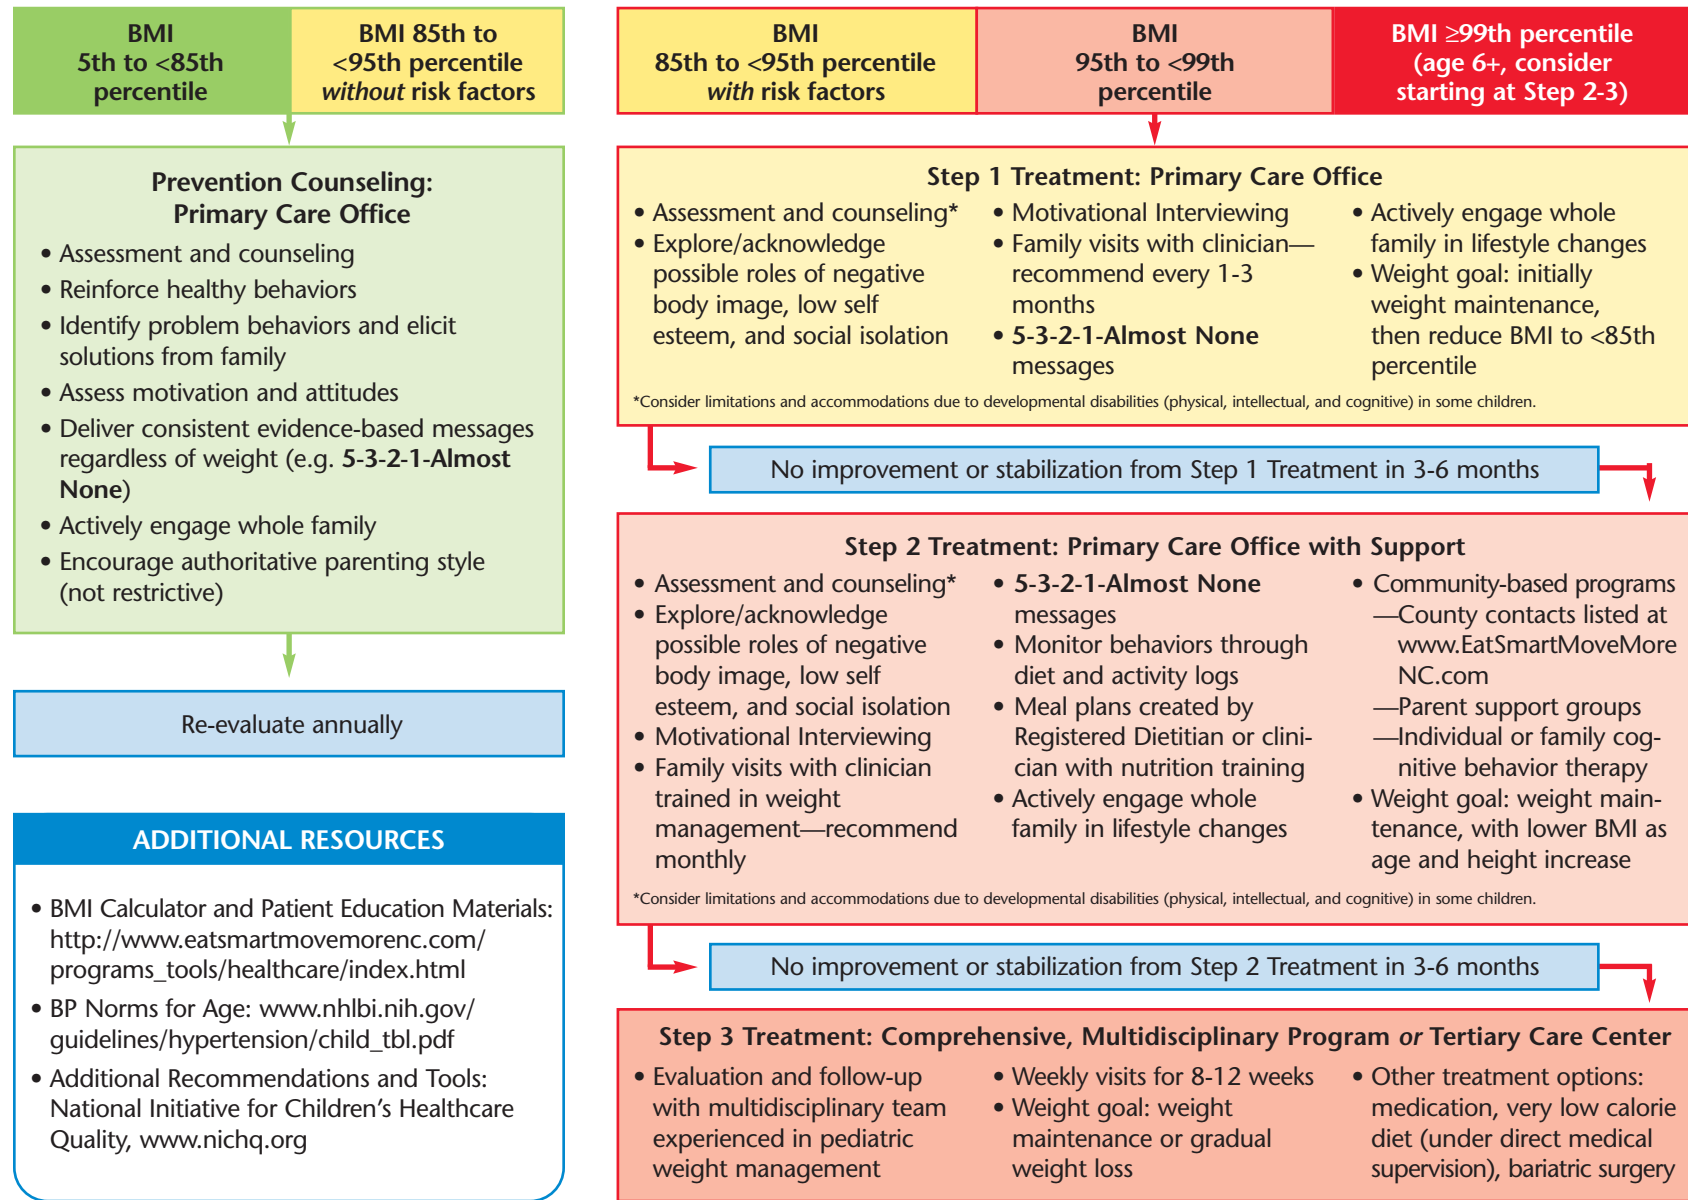 BMI
5th to <85th
percentile
BMI 85th to
<95th percentile
without risk factors
Prevention Counseling:
Primary Care Office
• Assessment and counseling
• Reinforce healthy behaviors
• Identify problem behaviors and elicit
solutions from family
• Assess motivation and attitudes
• Deliver consistent evidence-based messages
regardless of weight (e.g. 5-3-2-1-Almost
None)
• Actively engage whole family
• Encourage authoritative parenting style
(not restrictive)
Re-evaluate annually
ADDITIONAL RESOURCES
• BMI Calculator and Patient Education Materials:
http://www.eatsmartmovemorenc.com/
programs_tools/healthcare/index.html
• BP Norms for Age: www.nhlbi.nih.gov/
guidelines/hypertension/child_tbl.pdf
• Additional Recommendations and Tools:
National Initiative for Children’s Healthcare
Quality, www.nichq.org
BMI
85th to <95th percentile
with risk factors
BMI
95th to <99th
percentile
BMI ≥99th percentile
(age 6+, consider
starting at Step 2-3)
Step 1 Treatment: Primary Care Office
• Assessment and counseling*
• Explore/acknowledge
possible roles of negative
body image, low self
esteem, and social isolation
• Motivational Interviewing
• Family visits with clinician—
recommend every 1-3
months
• 5-3-2-1-Almost None
messages
• Actively engage whole
family in lifestyle changes
• Weight goal: initially
weight maintenance,
then reduce BMI to <85th
percentile
*Consider limitations and accommodations due to developmental disabilities (physical, intellectual, and cognitive) in some children.
No improvement or stabilization from Step 1 Treatment in 3-6 months
Step 2 Treatment: Primary Care Office with Support
• Assessment and counseling*
• Explore/acknowledge
possible roles of negative
body image, low self
esteem, and social isolation
• Motivational Interviewing
• Family visits with clinician
trained in weight
management—recommend
monthly
• 5-3-2-1-Almost None
messages
• Monitor behaviors through
diet and activity logs
• Meal plans created by
Registered Dietitian or clini-
cian with nutrition training
• Actively engage whole
family in lifestyle changes
• Community-based programs
—County contacts listed at
www.EatSmartMoveMore
NC.com
—Parent support groups
—Individual or family cog-
nitive behavior therapy
• Weight goal: weight main-
tenance, with lower BMI as
age and height increase
*Consider limitations and accommodations due to developmental disabilities (physical, intellectual, and cognitive) in some children.
No improvement or stabilization from Step 2 Treatment in 3-6 months
Step 3 Treatment: Comprehensive, Multidisciplinary Program or Tertiary Care Center
• Evaluation and follow-up
with multidisciplinary team
experienced in pediatric
weight management
• Weekly visits for 8-12 weeks
• Weight goal: weight
maintenance or gradual
weight loss
• Other treatment options:
medication, very low calorie
diet (under direct medical
supervision), bariatric surgery